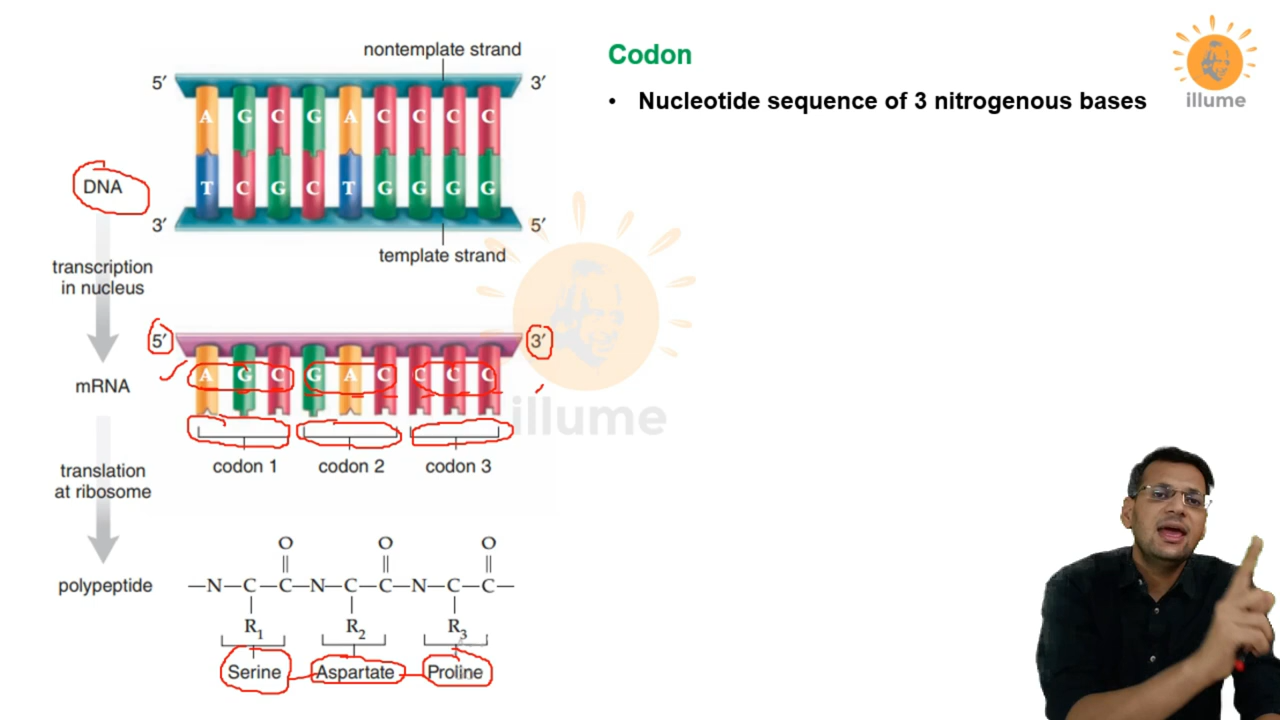 nontemplate strand
5′ 3′
A G C G A C C C C
T C G C T G G G G
3′ 5′
template strand
DNA
transcription
in nucleus
5′ 3′
A G C G A C C C C
mRNA
codon 1 codon 2 codon 3
translation
at ribosome
O O O
polypeptide
—N—C—C—N—C—C—N—C—C—
R1 R2 R3
Serine Aspartate Proline
Codon
• Nucleotide sequence of 3 nitrogenous bases
illume
illume